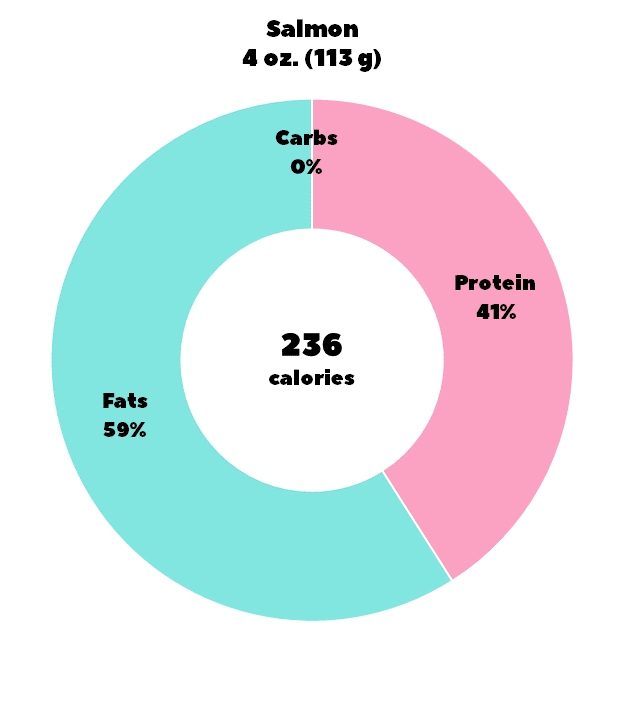 Salmon
4 oz. (113 g)
Carbs
0%
Protein
41%
236
calories
Fats
59%